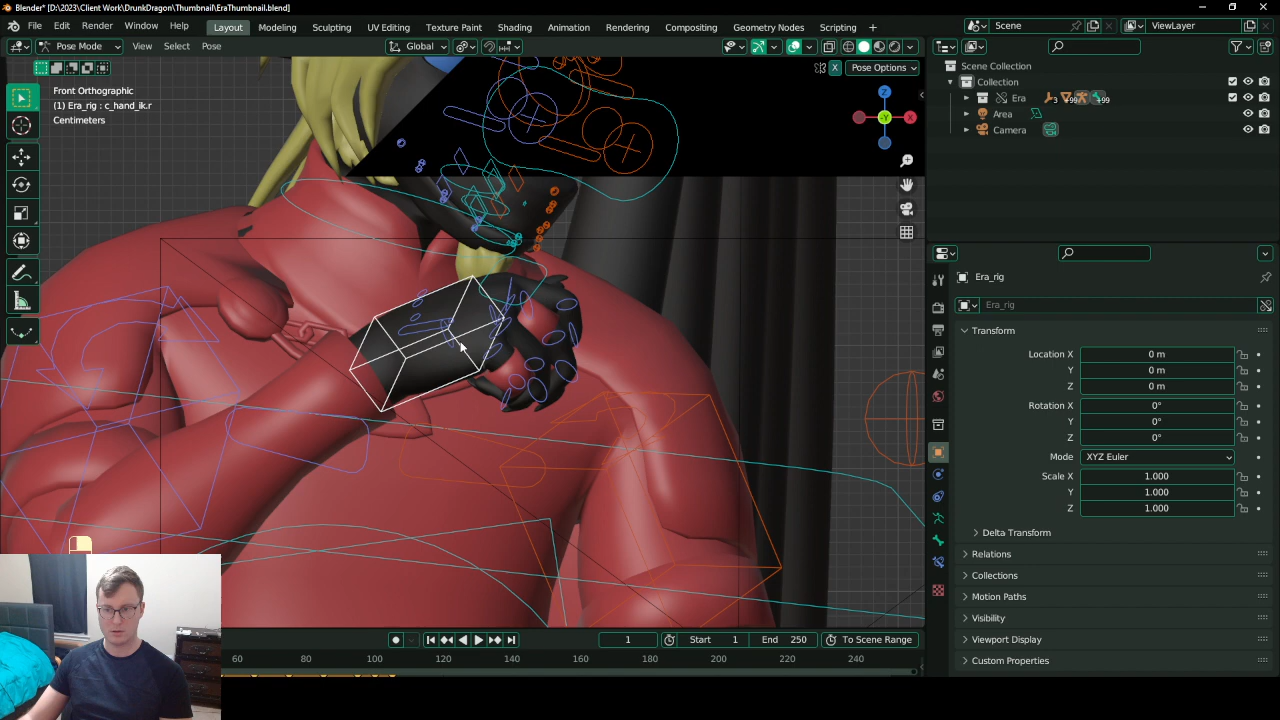 Blender* [D:\2023\Client Work\DrunkDragon\Thumbnail\EraThumbnail.blend]
File Edit Render Window Help Layout Modeling Sculpting UV Editing Texture Paint Shading Animation Rendering Compositing Geometry Nodes Scripting + Scene ViewLayer
Pose Mode View Select Pose Global
X Pose Options
Front Orthographic
(1) Era_rig : c_hand_ik.r
Centimeters
Z
X
-Y
Scene Collection
Collection
Era 3 +99 +99
Area
Camera
Era_rig
Era_rig
Transform
Location X 0 m
Y 0 m
Z 0 m
Rotation X 0°
Y 0°
Z 0°
Mode XYZ Euler
Scale X 1.000
Y 1.000
Z 1.000
Delta Transform
Relations
Collections
Motion Paths
Visibility
Viewport Display
Custom Properties
1 Start 1 End 250 To Scene Range
60 80 100 120 140 160 180 200 220 240